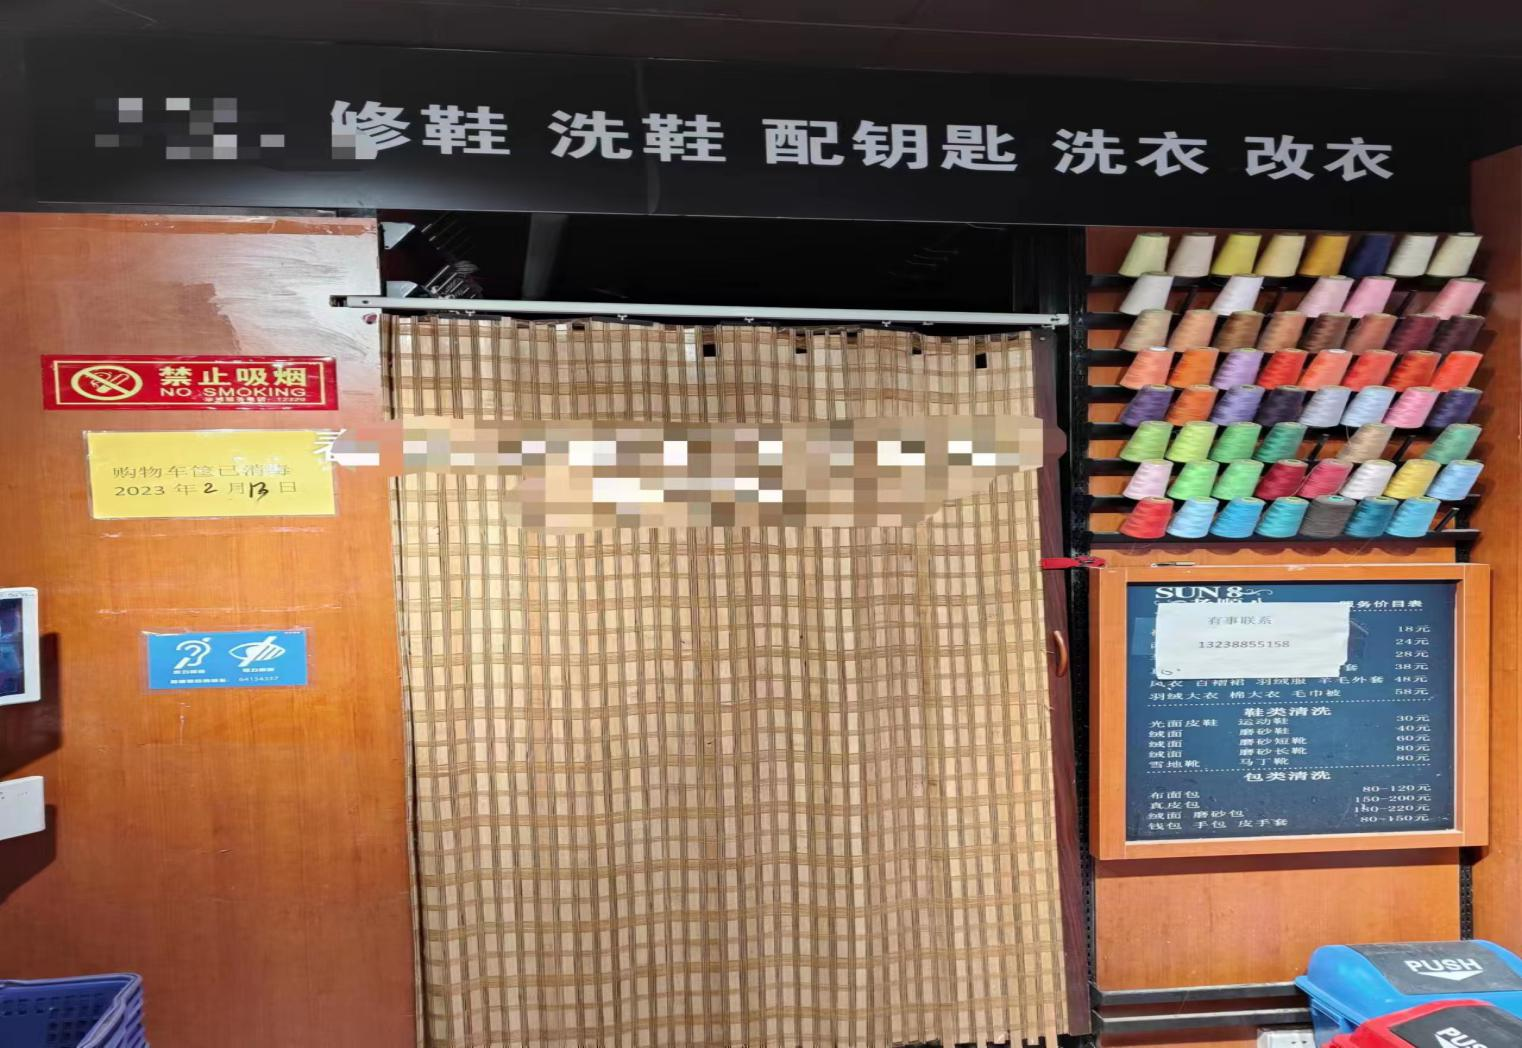 修鞋 洗鞋 配钥匙 洗衣 改衣
禁止吸烟
NO SMOKING
购物车筐已消毒
2023 年 2 月 13 日
64154337
SUN 8
服务价目表
有事联系
13238855158
18元
24元
28元
套 38元
风衣 百褶裙 羽绒服 羊毛外套 48元
羽绒大衣 棉大衣 毛巾被 58元
鞋类清洗
光面皮鞋 运动鞋 30元
绒面 磨砂鞋 40元
绒面 磨砂短靴 60元
绒面 磨砂长靴 80元
雪地靴 马丁靴 80元
包类清洗
布面包 80-120元
真皮包 150-200元
绒面 磨砂包 180-220元
钱包 手包 皮手套 80-150元
PUSH